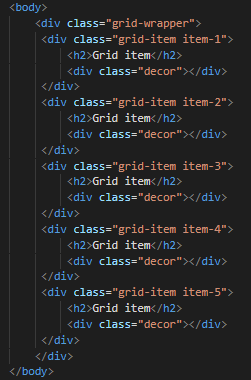 <body>
    <div class="grid-wrapper">
     <div class="grid-item item-1">
         <h2>Grid item</h2>
         <div class="decor"></div>
     </div>
     <div class="grid-item item-2">
         <h2>Grid item</h2>
         <div class="decor"></div>
     </div>
     <div class="grid-item item-3">
         <h2>Grid item</h2>
         <div class="decor"></div>
     </div>
     <div class="grid-item item-4">
         <h2>Grid item</h2>
         <div class="decor"></div>
     </div>
     <div class="grid-item item-5">
         <h2>Grid item</h2>
         <div class="decor"></div>
     </div>
    </div>
</body>